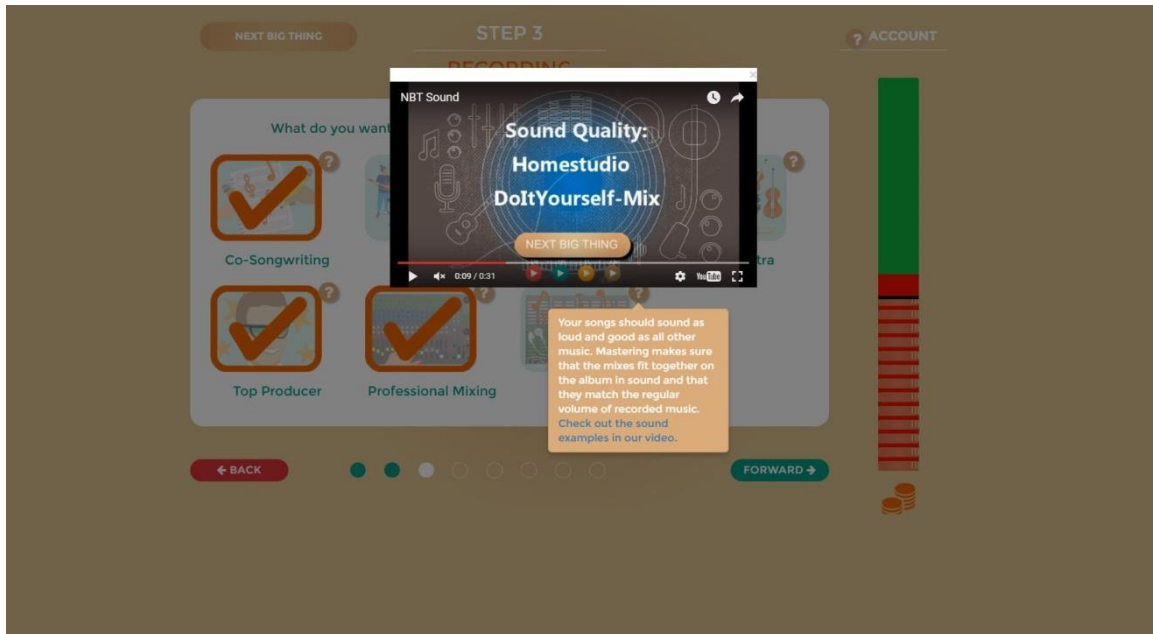 NEXT BIG THING
STEP 3
? ACCOUNT
RECORDING
×
NBT Sound
What do you want
Sound Quality:
Homestudio
DoItYourself-Mix
NEXT BIG THING
?
?
Co-Songwriting
tra
0:09 / 0:31
YouTube
?
?
?
Your songs should sound as
loud and good as all other
music. Mastering makes sure
that the mixes fit together on
the album in sound and that
they match the regular
volume of recorded music.
Check out the sound
examples in our video.
Top Producer
Professional Mixing
← BACK
FORWARD →